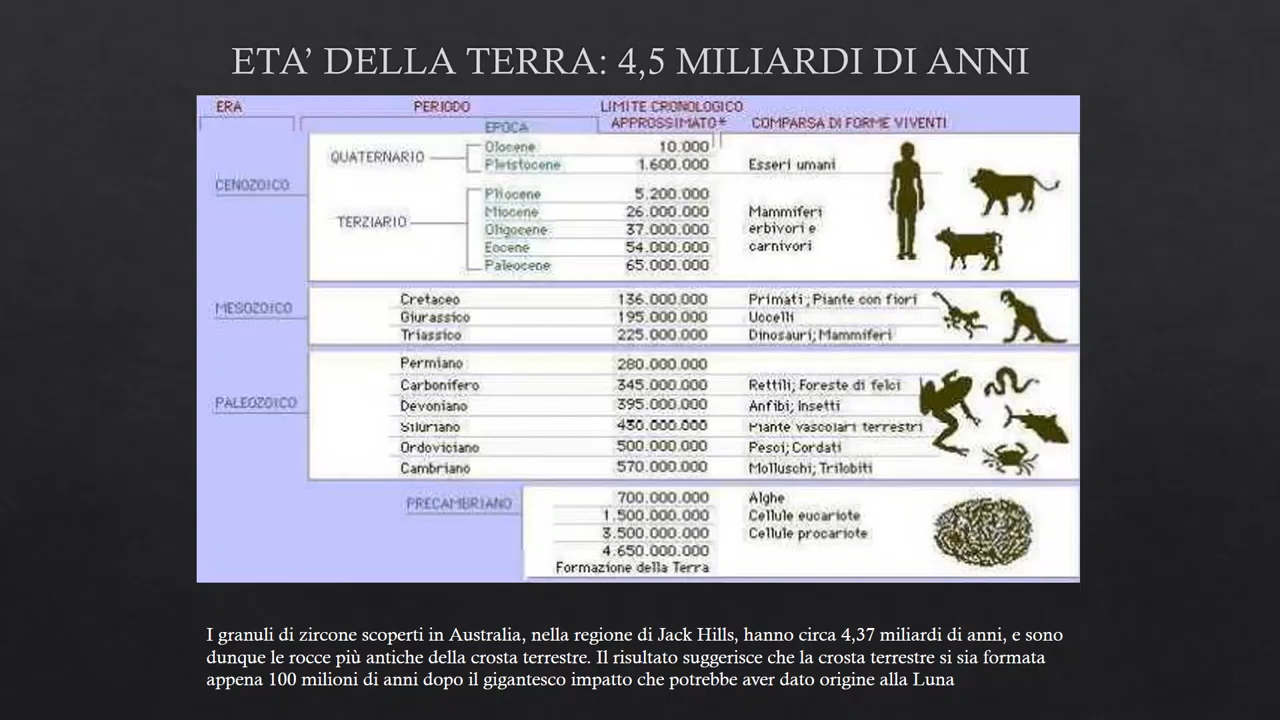 ETA’ DELLA TERRA: 4,5 MILIARDI DI ANNI
ERA PERIODO LIMITE CRONOLOGICO
EPOCA APPROSSIMATO* COMPARSA DI FORME VIVENTI
Olocene 10.000
QUATERNARIO
Pleistocene 1.600.000 Esseri umani
CENOZOICO
Pliocene 5.200.000
Miocene 26.000.000 Mammiferi
TERZIARIO
Oligocene 37.000.000 erbivori e
Eocene 54.000.000 carnivori
Paleocene 65.000.000
Cretaceo 136.000.000 Primati; Piante con fiori
MESOZOICO
Giurassico 195.000.000 Uccelli
Triassico 225.000.000 Dinosauri; Mammiferi
Permiano 280.000.000
Carbonifero 345.000.000 Rettili; Foreste di felci
PALEOZOICO
Devoniano 395.000.000 Anfibi; Insetti
Siluriano 430.000.000 Piante vascolari terrestri
Ordoviciano 500.000.000 Pesci; Cordati
Cambriano 570.000.000 Molluschi; Trilobiti
PRECAMBRIANO 700.000.000 Alghe
1.500.000.000 Cellule eucariote
3.500.000.000 Cellule procariote
4.650.000.000
Formazione della Terra
I granuli di zircone scoperti in Australia, nella regione di Jack Hills, hanno circa 4,37 miliardi di anni, e sono
dunque le rocce più antiche della crosta terrestre. Il risultato suggerisce che la crosta terrestre si sia formata
appena 100 milioni di anni dopo il gigantesco impatto che potrebbe aver dato origine alla Luna